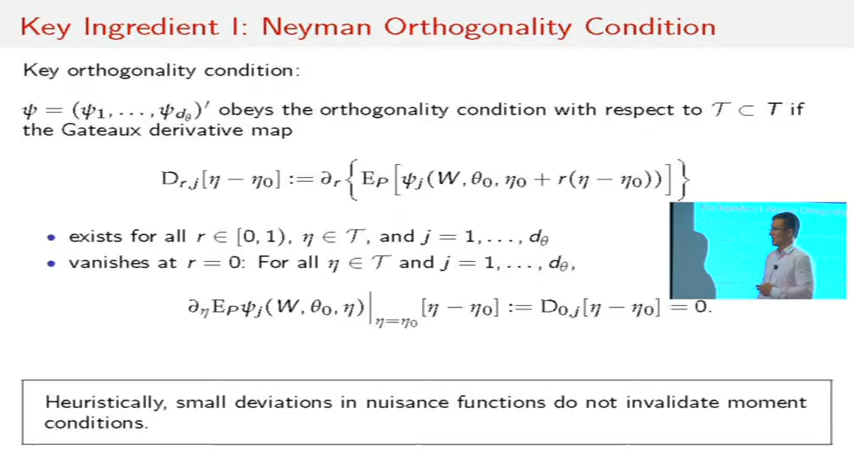 Key Ingredient I: Neyman Orthogonality Condition
Key orthogonality condition:
ψ = (ψ₁, . . . , ψ_{d_θ})′ obeys the orthogonality condition with respect to 𝒯 ⊂ T if
the Gateaux derivative map
D_{r,j}[η − η₀] := ∂_r { E_P [ ψ_j(W, θ₀, η₀ + r(η − η₀)) ] }
• exists for all r ∈ [0, 1), η ∈ 𝒯, and j = 1, . . . , d_θ
• vanishes at r = 0: For all η ∈ 𝒯 and j = 1, . . . , d_θ,
∂_η E_P ψ_j(W, θ₀, η) |_{η=η₀} [η − η₀] := D_{0,j}[η − η₀] = 0.
Heuristically, small deviations in nuisance functions do not invalidate moment
conditions.